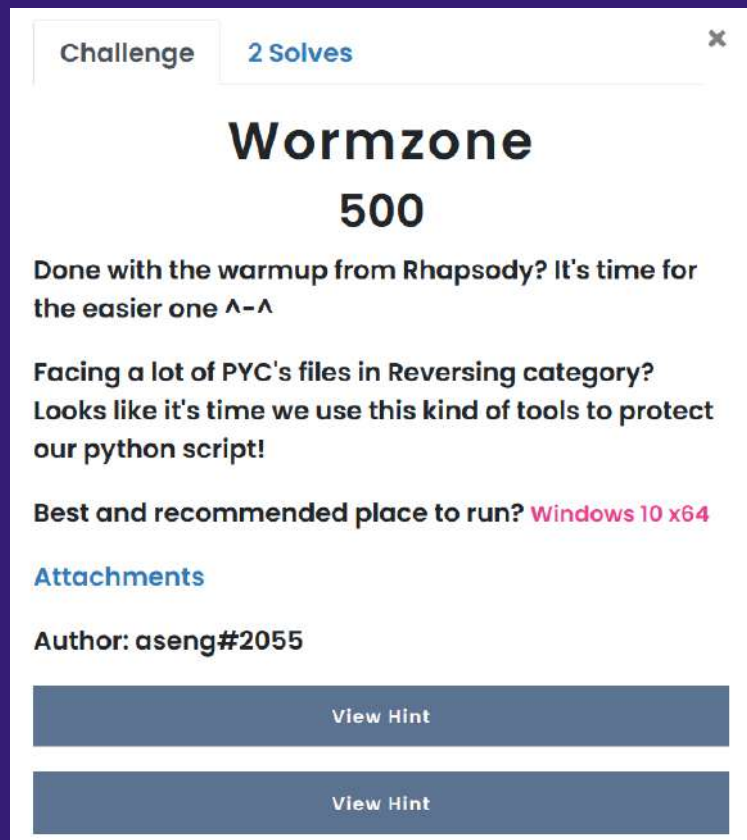 Challenge
2 Solves
×
Wormzone
500
Done with the warmup from Rhapsody? It's time for
the easier one ^-^
Facing a lot of PYC's files in Reversing category?
Looks like it's time we use this kind of tools to protect
our python script!
Best and recommended place to run? Windows 10 x64
Attachments
Author: aseng#2055
View Hint
View Hint